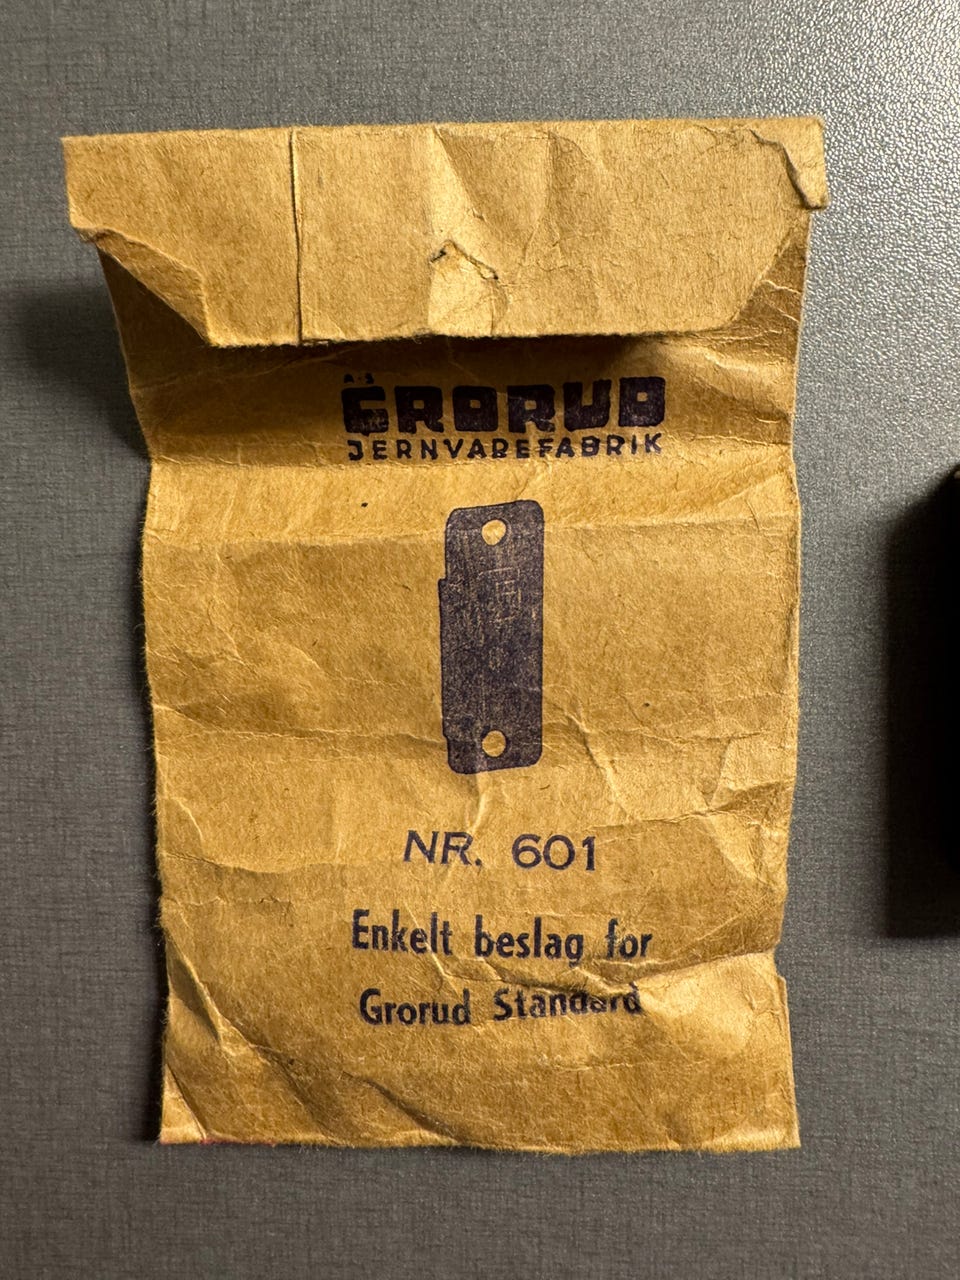 A·S
GRORUD
JERNVAREFABRIK
NR. 601
Enkelt beslag for
Grorud Standard